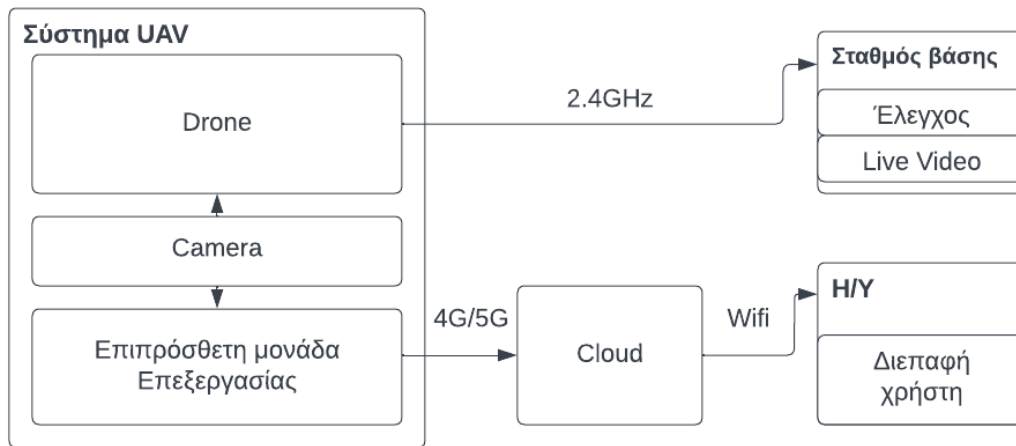 Σύστημα UAV
Drone
2.4GHz
Σταθμός βάσης
Έλεγχος
Live Video
Camera
Επιπρόσθετη μονάδα
Επεξεργασίας
4G/5G
Cloud
Wifi
Η/Υ
Διεπαφή
χρήστη